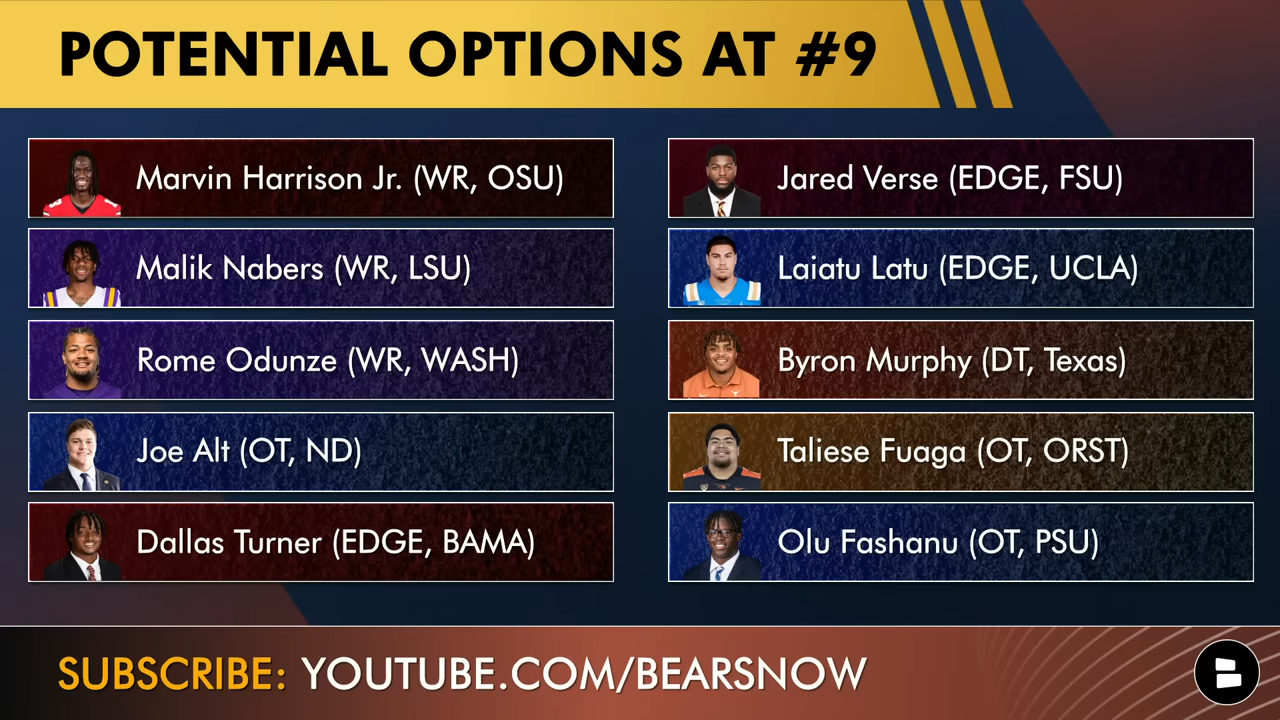 POTENTIAL OPTIONS AT #9
Marvin Harrison Jr. (WR, OSU)
Malik Nabers (WR, LSU)
Rome Odunze (WR, WASH)
Joe Alt (OT, ND)
Dallas Turner (EDGE, BAMA)
Jared Verse (EDGE, FSU)
Laiatu Latu (EDGE, UCLA)
Byron Murphy (DT, Texas)
Taliese Fuaga (OT, ORST)
Olu Fashanu (OT, PSU)
SUBSCRIBE: YOUTUBE.COM/BEARSNOW